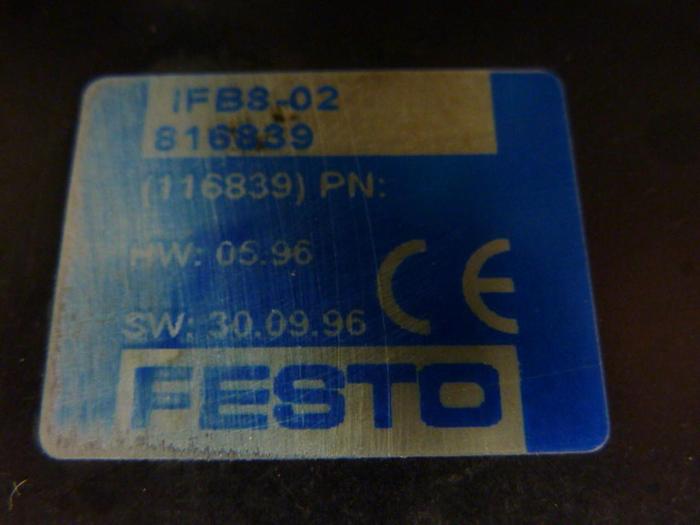 IFB8-02
816839
(116839) PN:
HW: 05.96
SW: 30.09.96
CE
FESTO